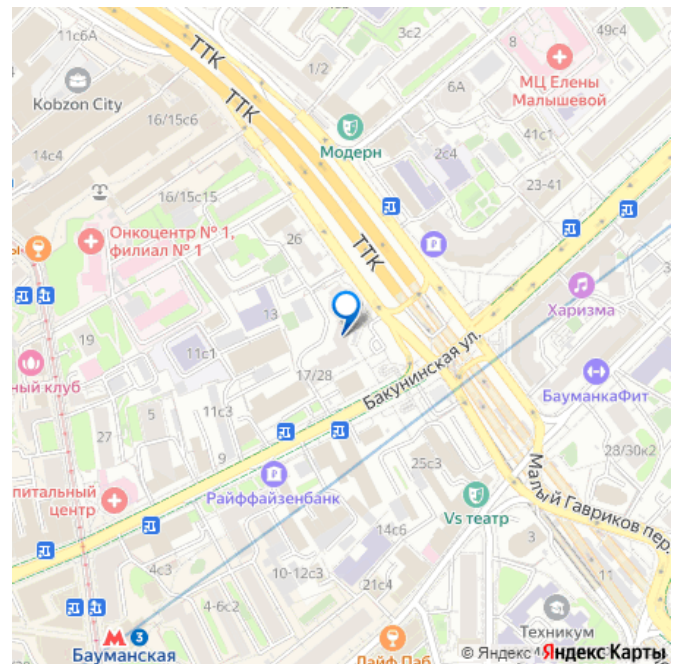 11с6А
ТТК
3с2
49с4
8
Kobzon City
ТТК
1/2
6А
МЦ Елены
Малышевой
16/15с6
Модерн
41с1
14с4
2с4
23-41
16/15с15
Онкоцентр № 1,
филиал № 1
26
ТТК
ы
13
Харизма
19
11с1
17/28
Бакунинская ул.
ный клуб
БауманкаФит
5
11с3
27
9
25с3
28/30к2
питальный
центр
Райффайзенбанк
Малый Гавриков пер.
Vs театр
14с6
4с3
10-12с3
11
21с4
4-6с2
3
Техникум
Бауманская
Лайф Паб
© Яндекс
Яндекс Карты